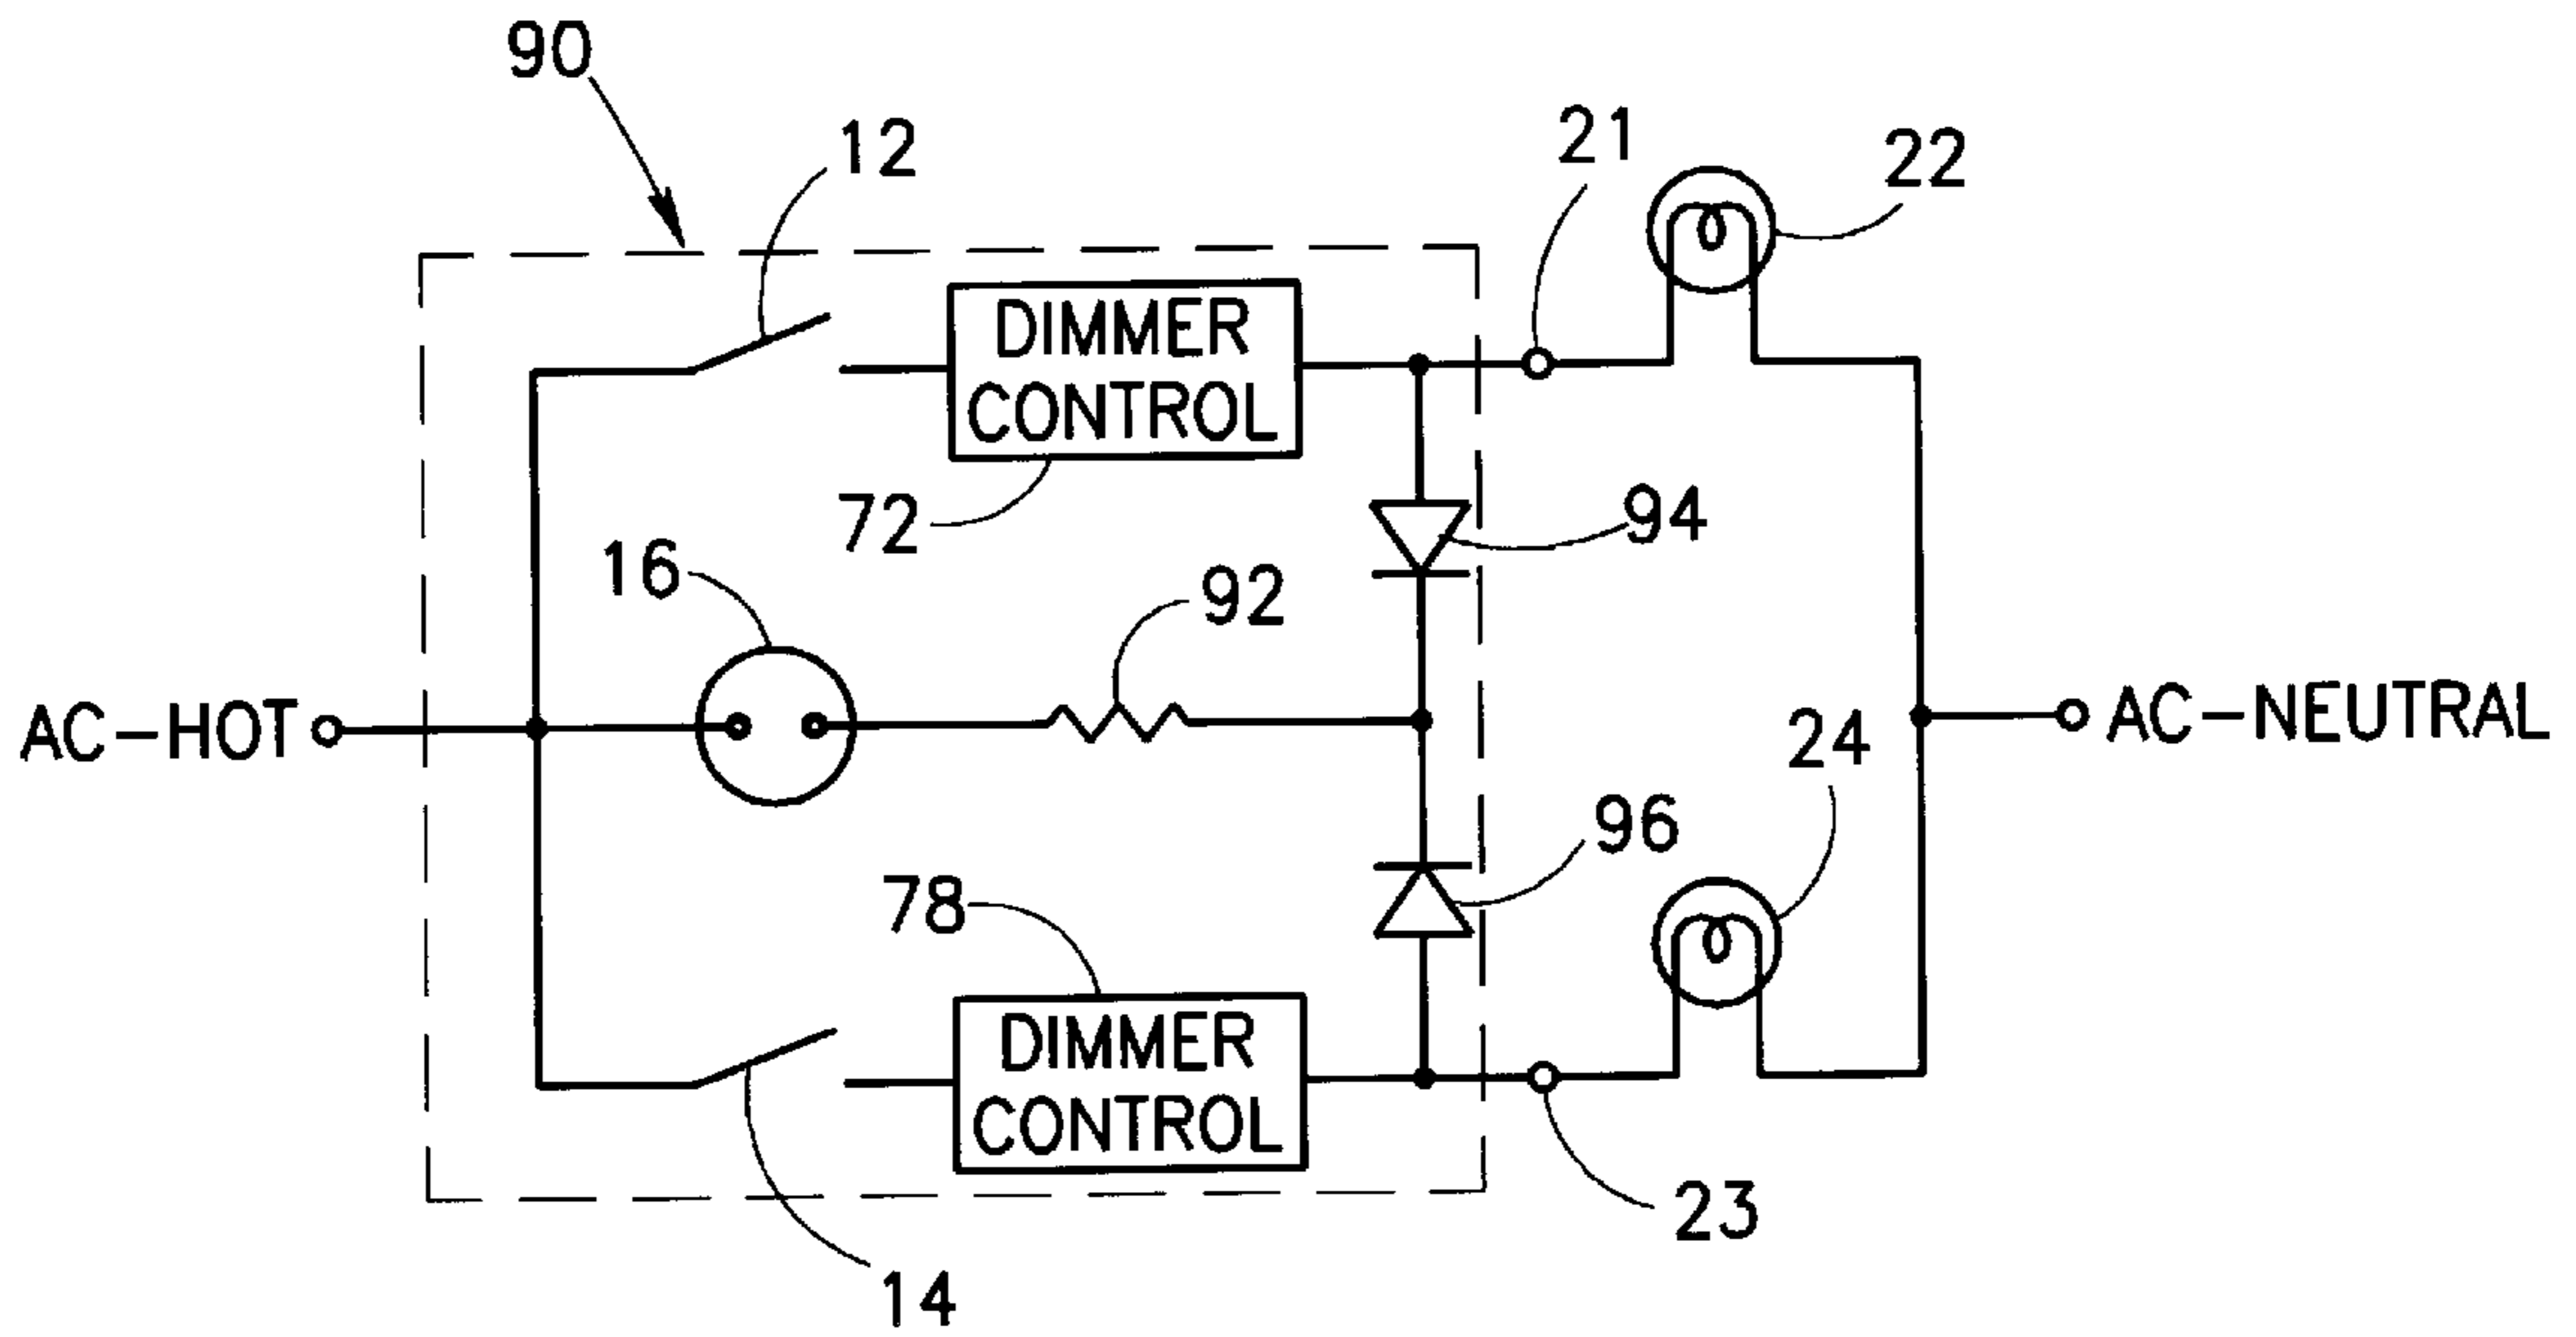 90
12
21
22
DIMMER
CONTROL
72
94
16
92
AC-HOT
AC-NEUTRAL
24
96
78
DIMMER
CONTROL
23
14